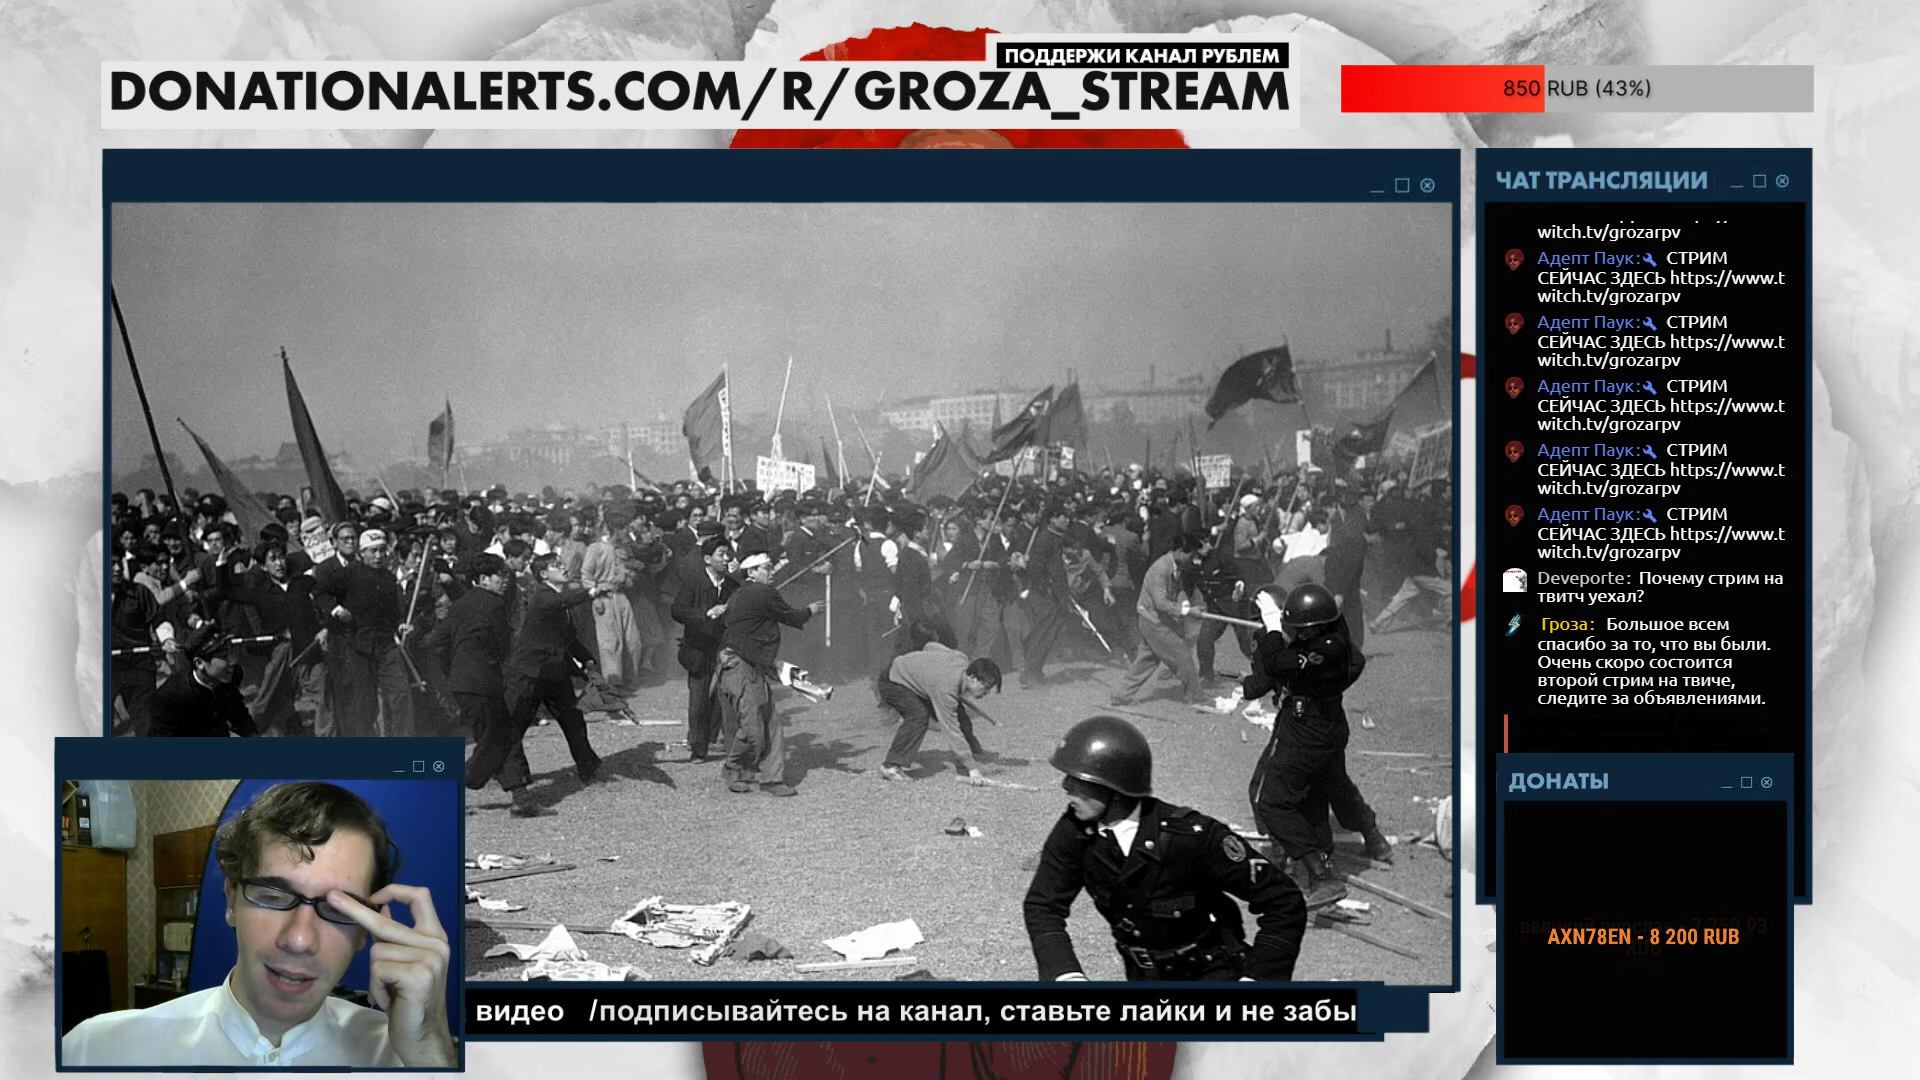 ПОДДЕРЖИ КАНАЛ РУБЛЕМ
DONATIONALERTS.COM/R/GROZA_STREAM
850 RUB (43%)
ЧАТ ТРАНСЛЯЦИИ
witch.tv/grozarpv
Адепт Паук: СТРИМ
СЕЙЧАС ЗДЕСЬ https://www.t
witch.tv/grozarpv
Адепт Паук: СТРИМ
СЕЙЧАС ЗДЕСЬ https://www.t
witch.tv/grozarpv
Адепт Паук: СТРИМ
СЕЙЧАС ЗДЕСЬ https://www.t
witch.tv/grozarpv
Адепт Паук: СТРИМ
СЕЙЧАС ЗДЕСЬ https://www.t
witch.tv/grozarpv
Адепт Паук: СТРИМ
СЕЙЧАС ЗДЕСЬ https://www.t
witch.tv/grozarpv
Deveporte: Почему стрим на
твитч уехал?
Гроза: Большое всем
спасибо за то, что вы были.
Очень скоро состоится
второй стрим на твиче,
следите за объявлениями.
ДОНАТЫ
AXN78EN - 8 200 RUB
видео /подписывайтесь на канал, ставьте лайки и не забы